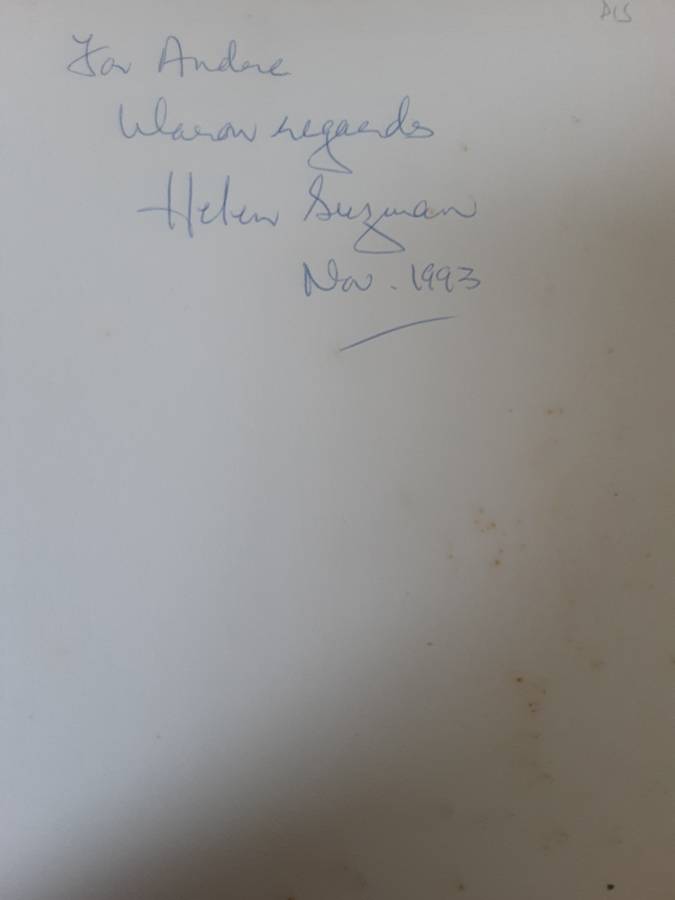 For Andre
Warm regards
Helen Suzman
Nov. 1993